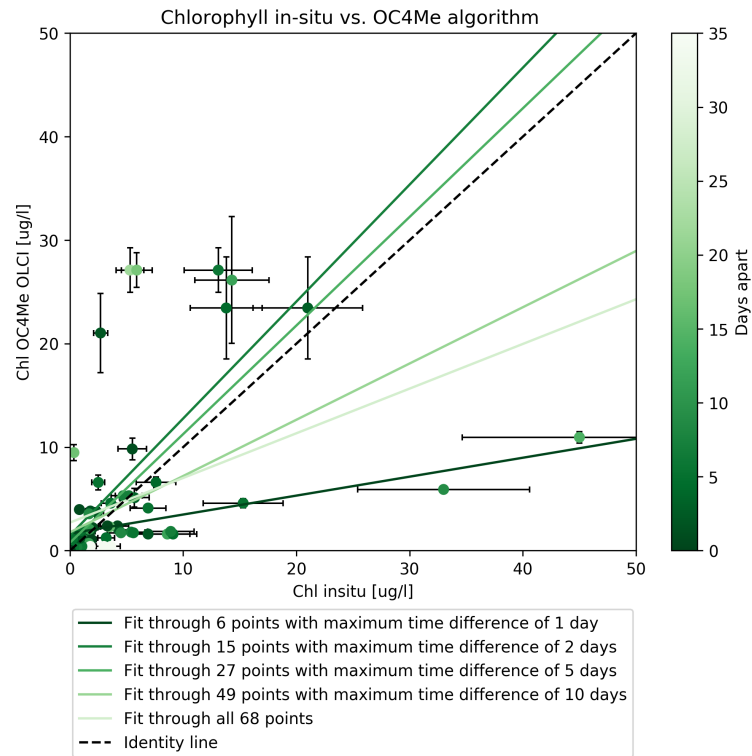 Chlorophyll in-situ vs. OC4Me algorithm
50
40
30
20
10
0
Chl OC4Me OLCI [ug/l]
0 10 20 30 40 50
Chl insitu [ug/l]
35
30
25
20
15
10
5
0
Days apart
Fit through 6 points with maximum time difference of 1 day
Fit through 15 points with maximum time difference of 2 days
Fit through 27 points with maximum time difference of 5 days
Fit through 49 points with maximum time difference of 10 days
Fit through all 68 points
Identity line